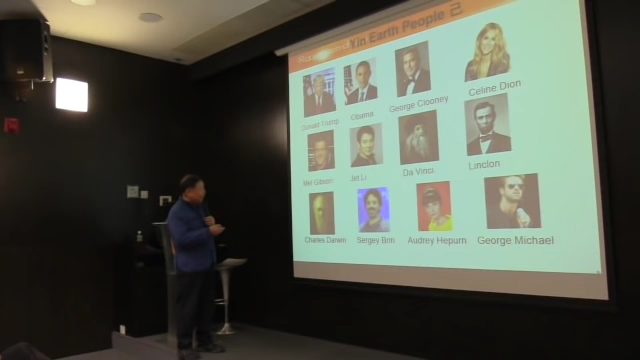 Yin Earth People 己
Donald Trump
Obama
George Clooney
Celine Dion
Mel Gibson
Jet Li
Da Vinci
Linclon
Charles Darwin
Sergey Brin
Audrey Hepurn
George Michael